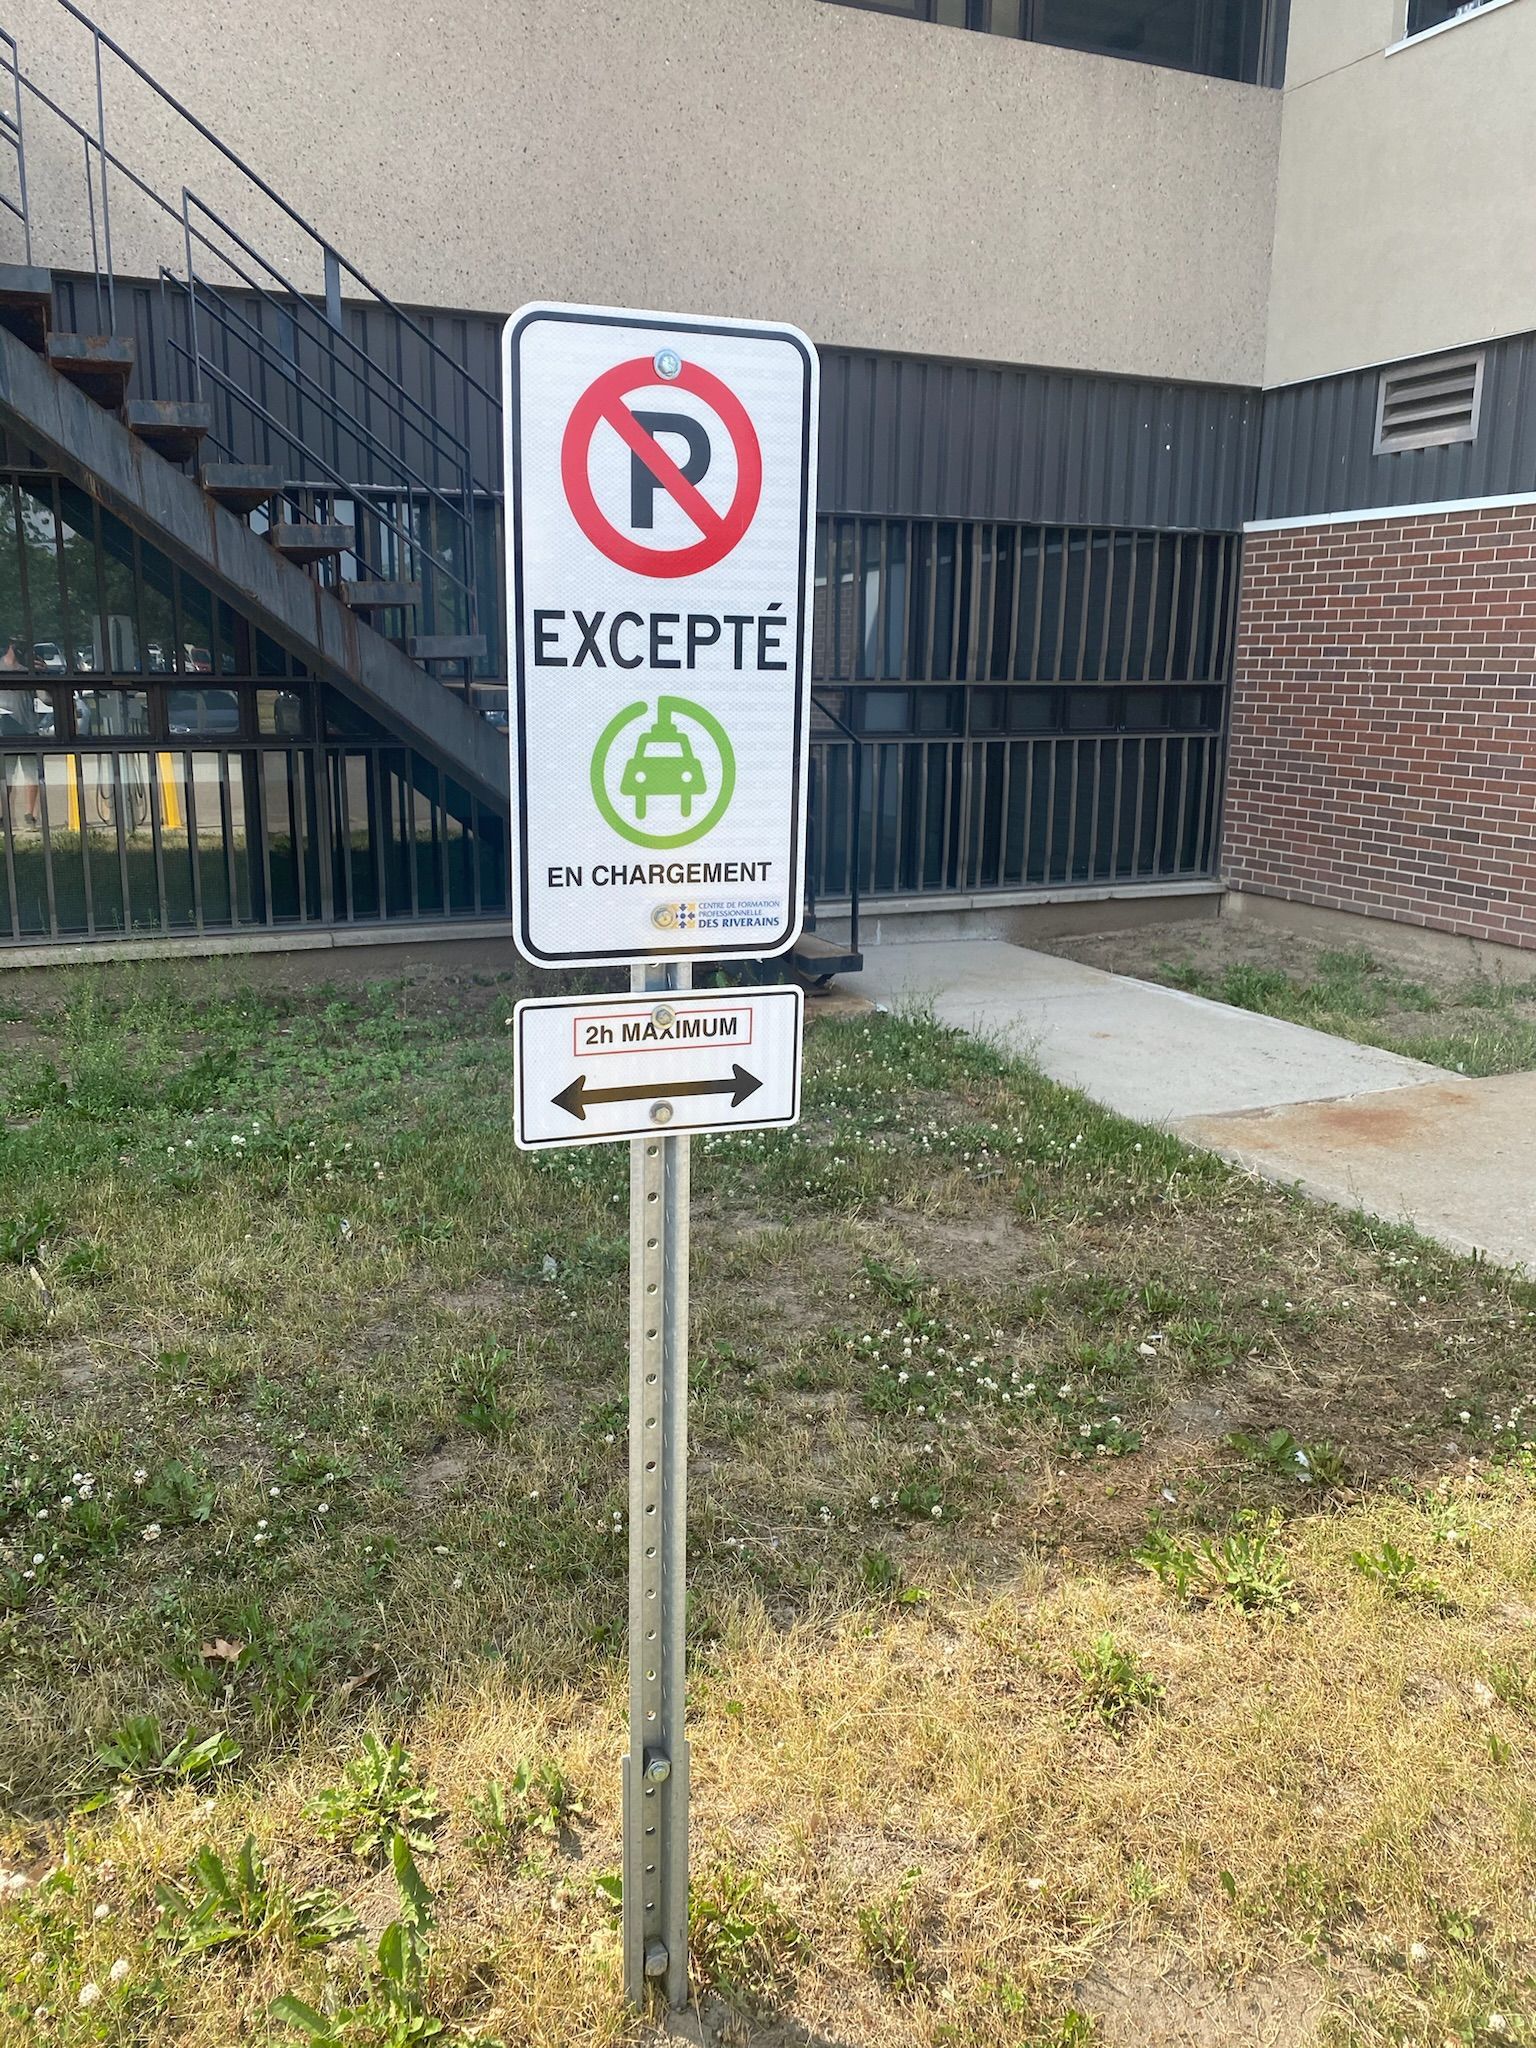 P
EXCEPTÉ
EN CHARGEMENT
CENTRE DE FORMATION
PROFESSIONNELLE
DES RIVERAINS
2h MAXIMUM